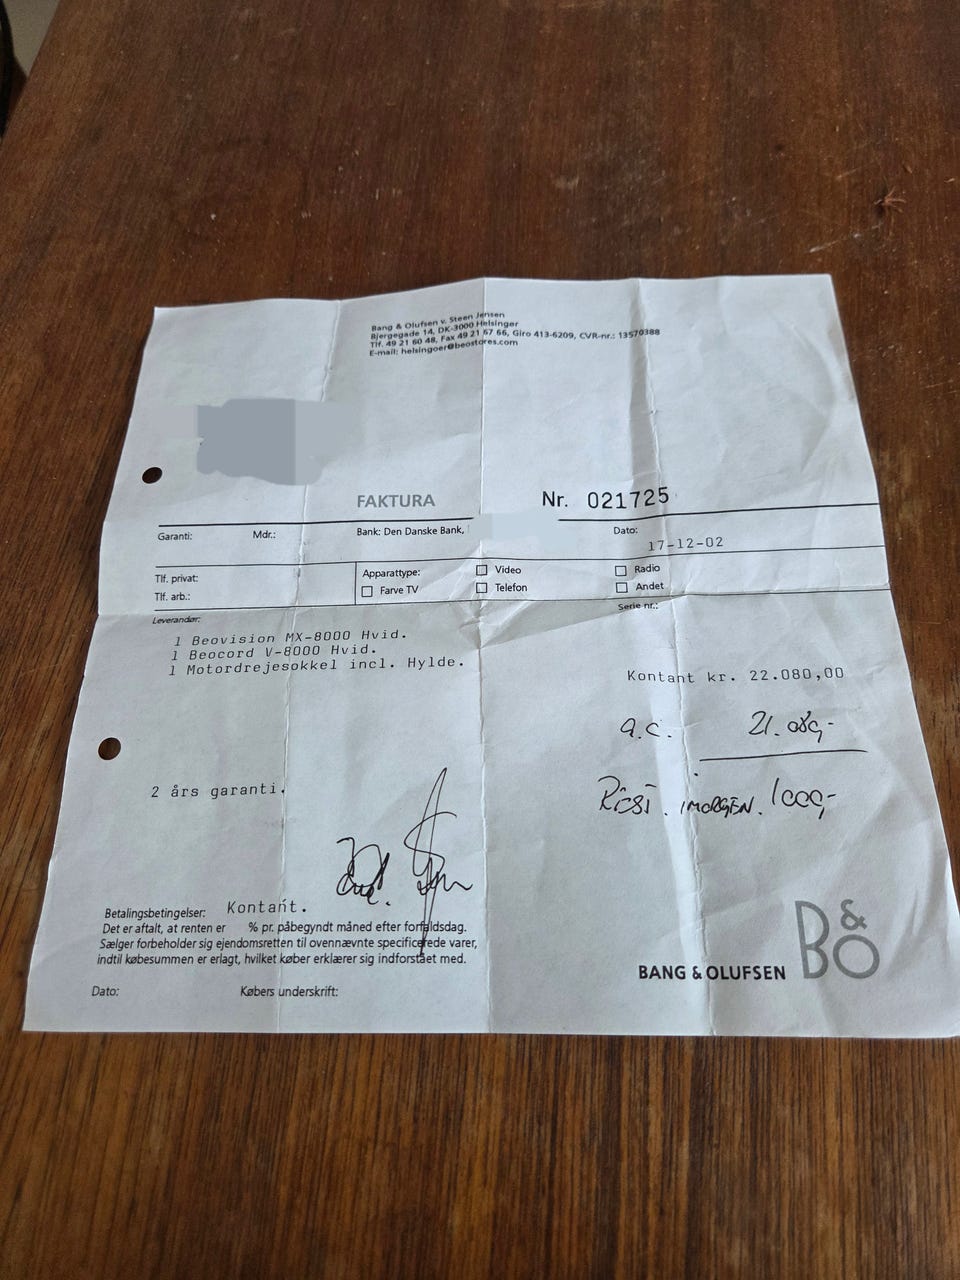 Bang & Olufsen v. Steen Jensen
Bjergegade 14, DK-3000 Helsingør
Tlf. 49 21 60 48, Fax 49 21 67 66, Giro 413-6209, CVR-nr.: 13570388
E-mail: helsingoer@beostores.com
FAKTURA
Nr. 021725
Garanti: Mdr.: Bank: Den Danske Bank, Dato:
17-12-02
Tlf. privat: Apparattype: Video Radio
Tlf. arb.: Farve TV Telefon Andet
Leverandør: Serie nr.:
1 Beovision MX-8000 Hvid.
1 Beocord V-8000 Hvid.
1 Motordrejesokkel incl. Hylde.
Kontant kr. 22.080,00
a.c. 21.080,-
REST. IMORGEN. 1000,-
2 års garanti.
Betalingsbetingelser: Kontant.
Det er aftalt, at renten er % pr. påbegyndt måned efter forfaldsdag.
Sælger forbeholder sig ejendomsretten til ovennævnte specificerede varer,
indtil købesummen er erlagt, hvilket køber erklærer sig indforstået med.
Dato: Købers underskrift:
BANG & OLUFSEN
B&O